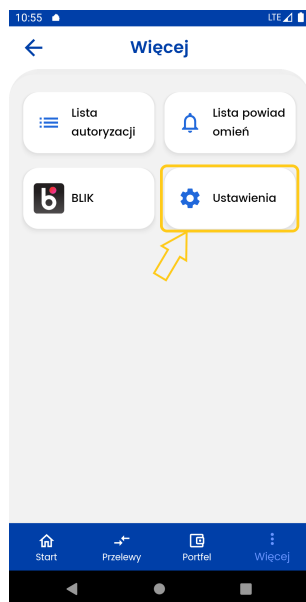 10:55 LTE
Więcej
Lista
autoryzacji
Lista powiad
omień
b BLIK
Ustawienia
Start Przelewy Portfel Więcej